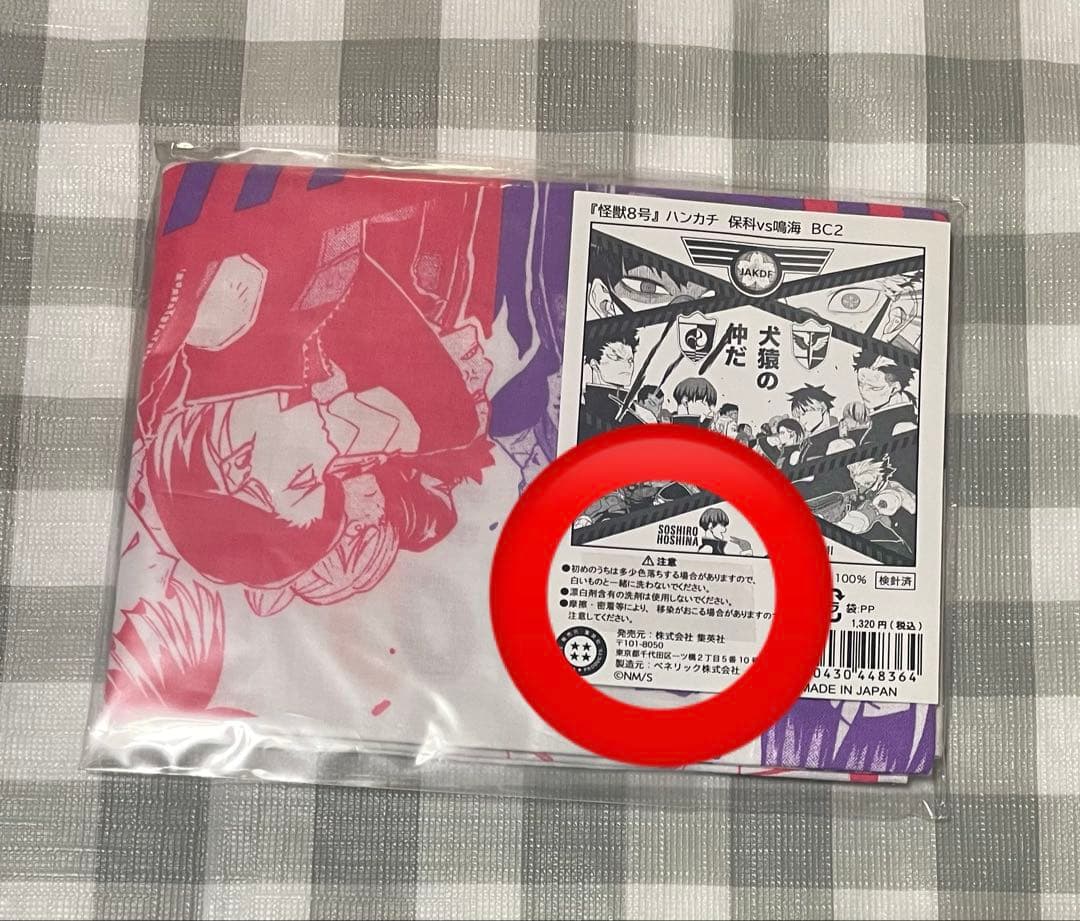 『怪獣8号』ハンカチ 保科vs鳴海 BC2
JAKDF
犬猿の
仲だ
SOSHIRO
HOSHINA
⚠注意
●初めのうちは多少色落ちする場合がありますので、
白いものと一緒に洗わないでください。
●漂白剤含有の洗剤は使用しないでください。
●摩擦・密着等により、移染がおこる場合がありますので
注意してください。
100% 検針済
袋:PP
1,320円(税込)
発売元：株式会社 集英社
〒101-8050
東京都千代田区一ツ橋2丁目5番10号
製造元：ベネリック株式会社
©NM/S
0430 448364
MADE IN JAPAN